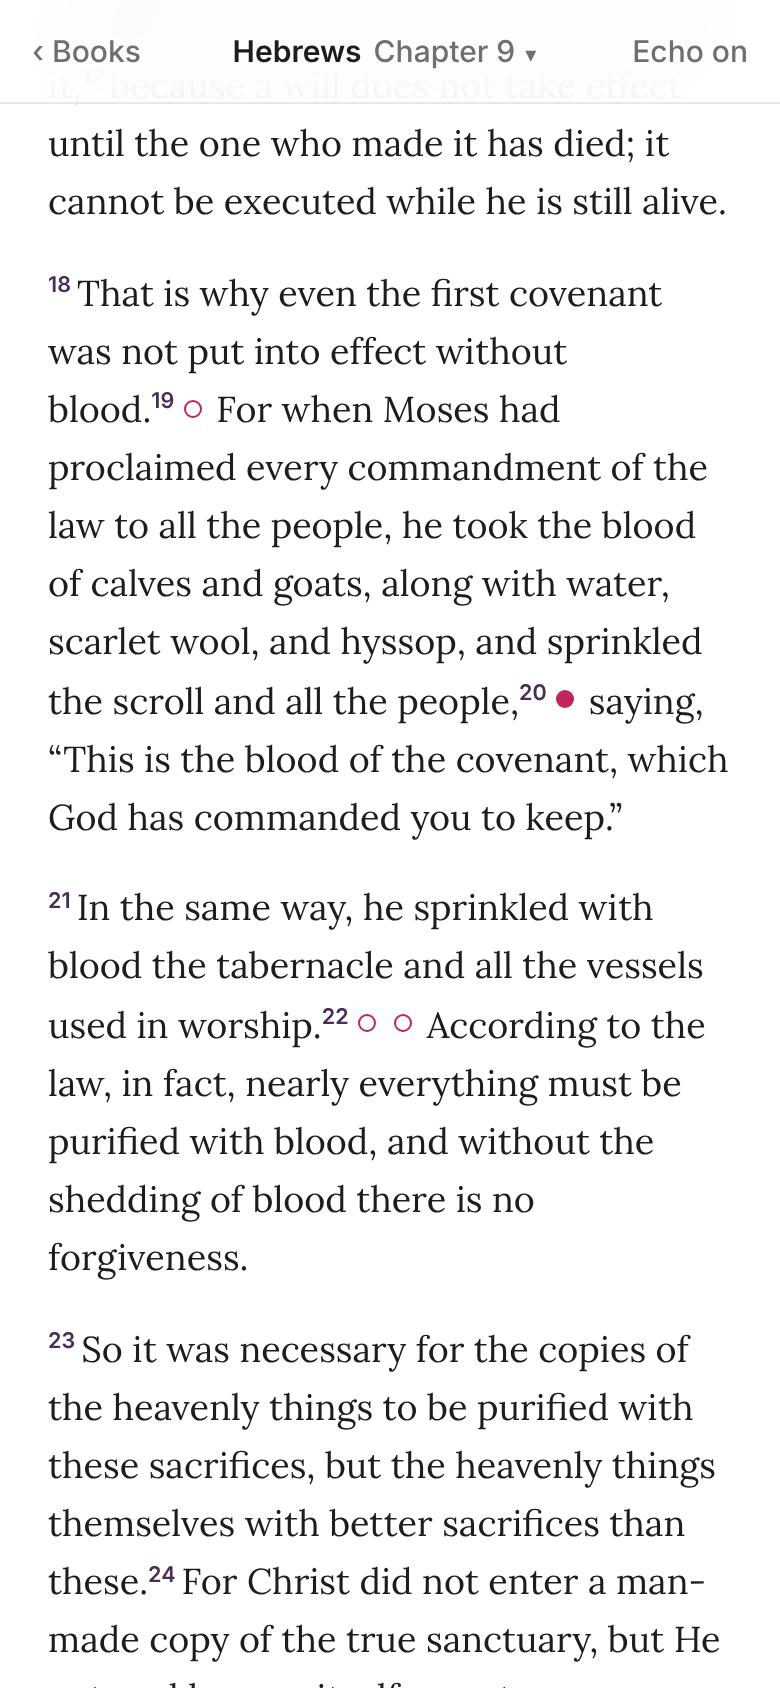 ‹ Books Hebrews Chapter 9 ▾ Echo on
it,¹⁷ because a will does not take effect
until the one who made it has died; it
cannot be executed while he is still alive.
18 That is why even the first covenant
was not put into effect without
blood.19 ○ For when Moses had
proclaimed every commandment of the
law to all the people, he took the blood
of calves and goats, along with water,
scarlet wool, and hyssop, and sprinkled
the scroll and all the people,20 ● saying,
“This is the blood of the covenant, which
God has commanded you to keep.”
21 In the same way, he sprinkled with
blood the tabernacle and all the vessels
used in worship.22 ○ ○ According to the
law, in fact, nearly everything must be
purified with blood, and without the
shedding of blood there is no
forgiveness.
23 So it was necessary for the copies of
the heavenly things to be purified with
these sacrifices, but the heavenly things
themselves with better sacrifices than
these.24 For Christ did not enter a man-
made copy of the true sanctuary, but He